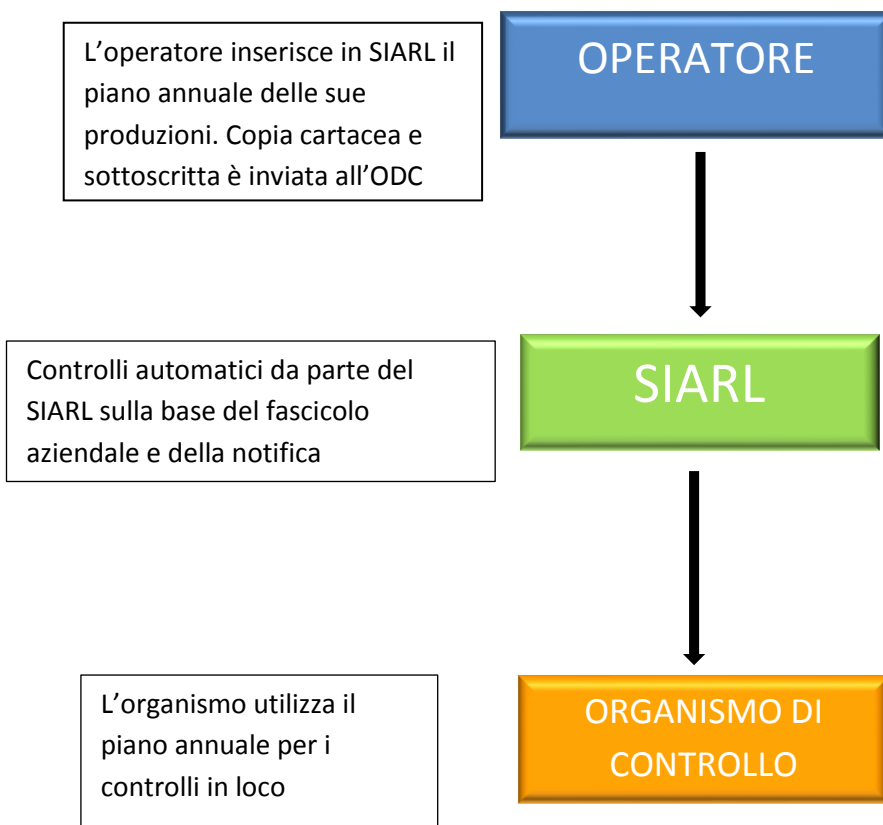 L’operatore inserisce in SIARL il
piano annuale delle sue
produzioni. Copia cartacea e
sottoscritta è inviata all’ODC
OPERATORE
Controlli automatici da parte del
SIARL sulla base del fascicolo
aziendale e della notifica
SIARL
L’organismo utilizza il
piano annuale per i
controlli in loco
ORGANISMO DI
CONTROLLO